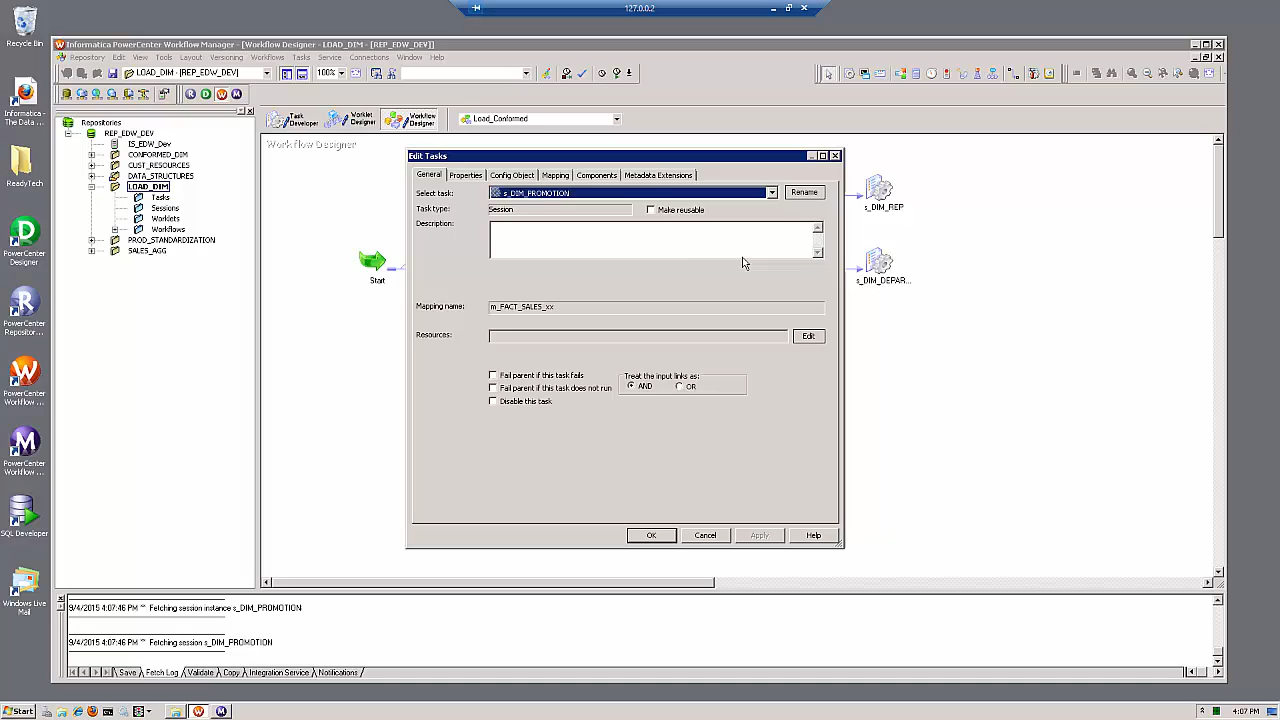 127.0.0.2
Recycle Bin
Informatica -
The Data ...
ReadyTech
PowerCenter
Designer
PowerCenter
Repositor...
PowerCenter
Workflow ...
PowerCenter
Workflow ...
SQL Developer
Windows Live
Mail
Informatica PowerCenter Workflow Manager - [Workflow Designer - LOAD_DIM - [REP_EDW_DEV]]
Repository Edit View Tools Layout Versioning Workflows Tasks Service Connections Window Help
LOAD_DIM - [REP_EDW_DEV]
100%
Repositories
REP_EDW_DEV
IS_EDW_Dev
CONFORMED_DIM
CUST_RESOURCES
DATA_STRUCTURES
LOAD_DIM
Tasks
Sessions
Worklets
Workflows
PROD_STANDARDIZATION
SALES_AGG
Task
Developer
Worklet
Designer
Workflow
Designer
Load_Conformed
Workflow Designer
Start
s_DIM_REP
s_DIM_DEPAR...
Edit Tasks
General Properties Config Object Mapping Components Metadata Extensions
Select task: s_DIM_PROMOTION Rename
Task type: Session Make reusable
Description:
Mapping name: m_FACT_SALES_xx
Resources: Edit
Fail parent if this task fails
Fail parent if this task does not run
Disable this task
Treat the input links as:
AND OR
OK Cancel Apply Help
9/4/2015 4:07:46 PM ** Fetching session instance s_DIM_PROMOTION
9/4/2015 4:07:46 PM ** Fetching session s_DIM_PROMOTION
Save Fetch Log Validate Copy Integration Service Notifications
Start
4:07 PM